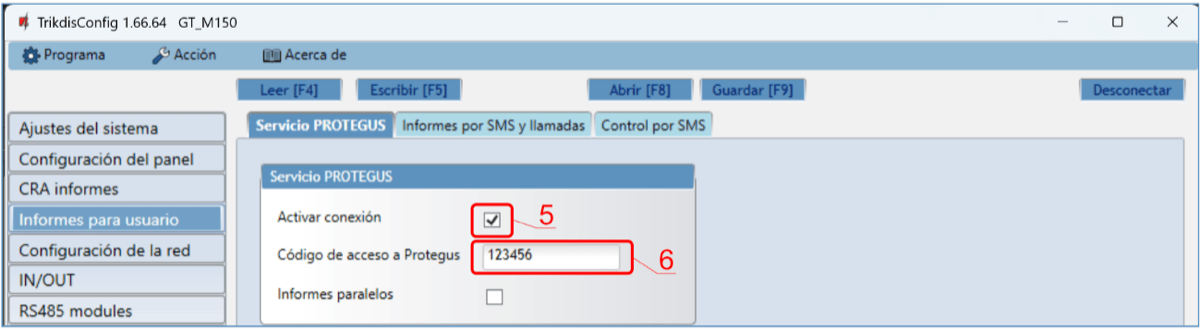 TrikdisConfig 1.66.64 GT_M150
Programa Acción Acerca de
Leer [F4] Escribir [F5] Abrir [F8] Guardar [F9] Desconectar
Ajustes del sistema
Configuración del panel
CRA informes
Informes para usuario
Configuración de la red
IN/OUT
RS485 modules
Servicio PROTEGUS Informes por SMS y llamadas Control por SMS
Servicio PROTEGUS
Activar conexión 5
Código de acceso a Protegus 123456 6
Informes paralelos